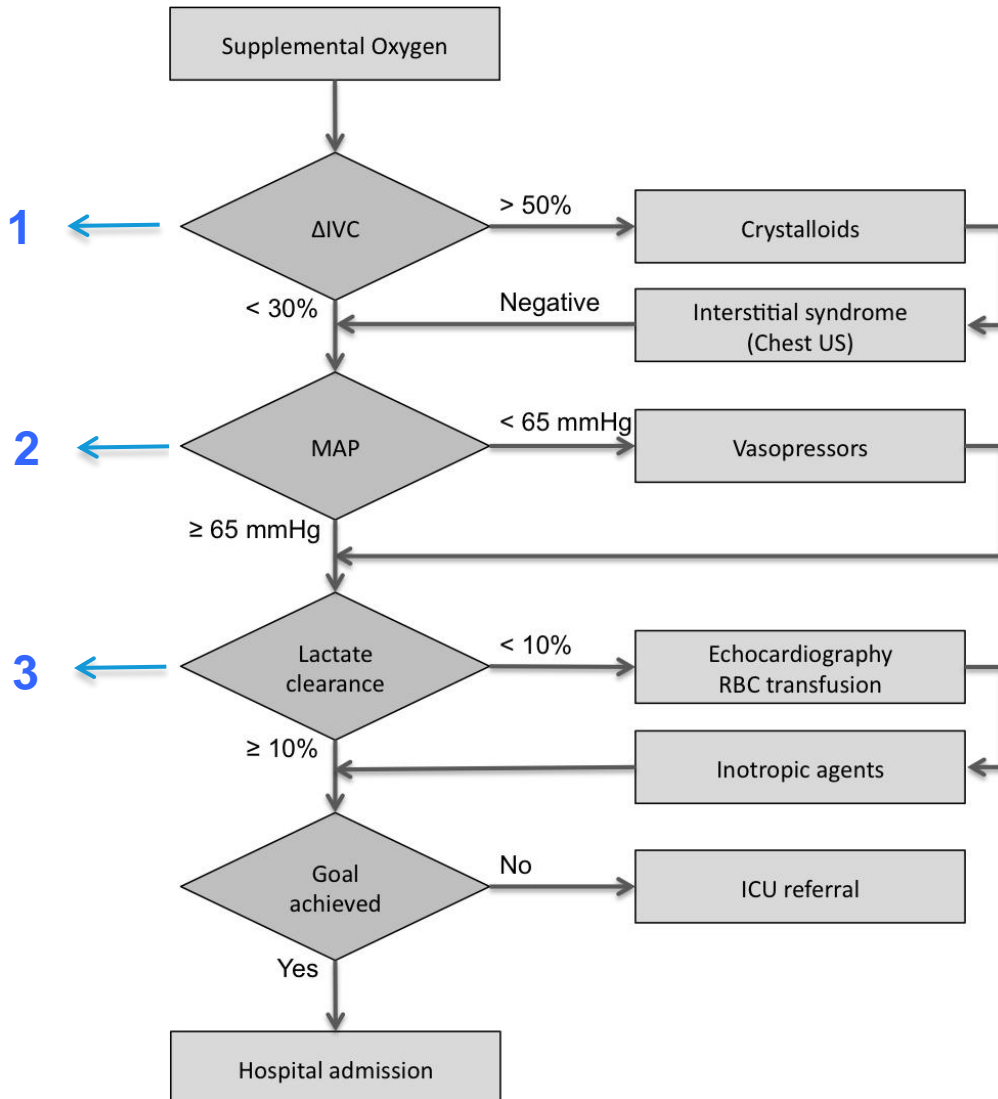 Supplemental Oxygen
1
ΔIVC
> 50%
Crystalloids
< 30%
Negative
Interstitial syndrome
(Chest US)
2
MAP
< 65 mmHg
Vasopressors
≥ 65 mmHg
3
Lactate
clearance
< 10%
Echocardiography
RBC transfusion
≥ 10%
Inotropic agents
Goal
achieved
No
ICU referral
Yes
Hospital admission